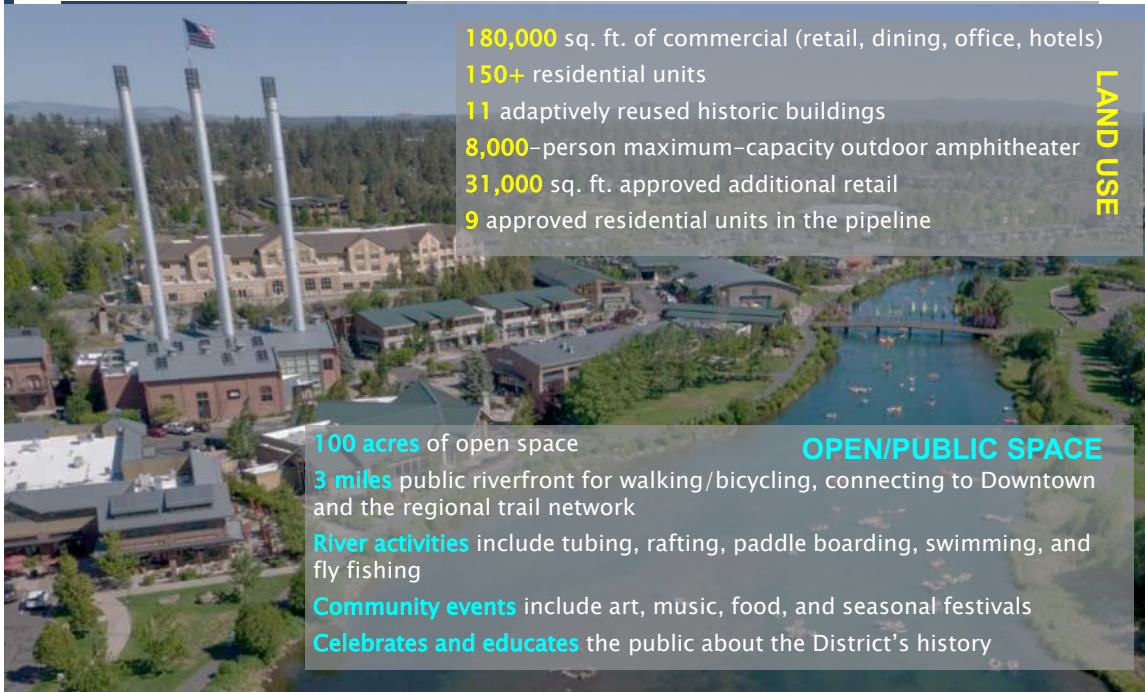 180,000 sq. ft. of commercial (retail, dining, office, hotels)
150+ residential units
11 adaptively reused historic buildings
8,000-person maximum-capacity outdoor amphitheater
31,000 sq. ft. approved additional retail
9 approved residential units in the pipeline
LAND USE
OPEN/PUBLIC SPACE
100 acres of open space
3 miles public riverfront for walking/bicycling, connecting to Downtown
and the regional trail network
River activities include tubing, rafting, paddle boarding, swimming, and
fly fishing
Community events include art, music, food, and seasonal festivals
Celebrates and educates the public about the District's history